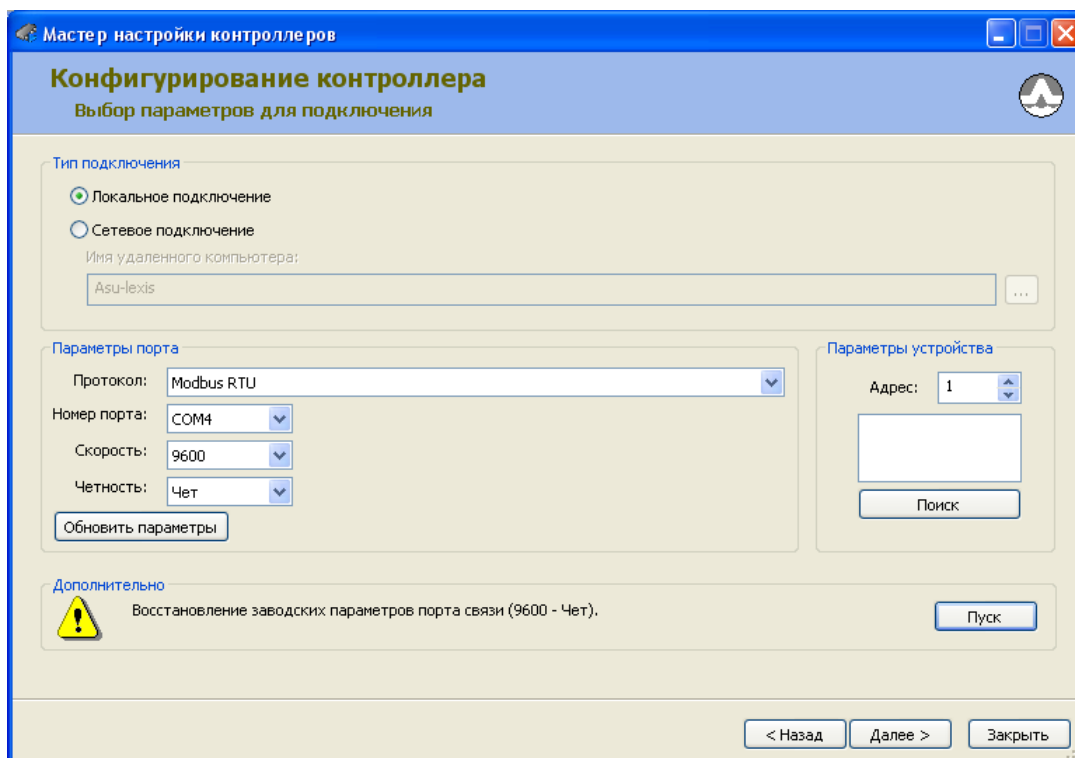 Мастер настройки контроллеров
Конфигурирование контроллера
Выбор параметров для подключения
Тип подключения
Локальное подключение
Сетевое подключение
Имя удаленного компьютера:
Asu-lexis
...
Параметры порта
Протокол: Modbus RTU
Номер порта: COM4
Скорость: 9600
Четность: Чет
Обновить параметры
Параметры устройства
Адрес: 1
Поиск
Дополнительно
Восстановление заводских параметров порта связи (9600 - Чет).
Пуск
< Назад Далее > Закрыть